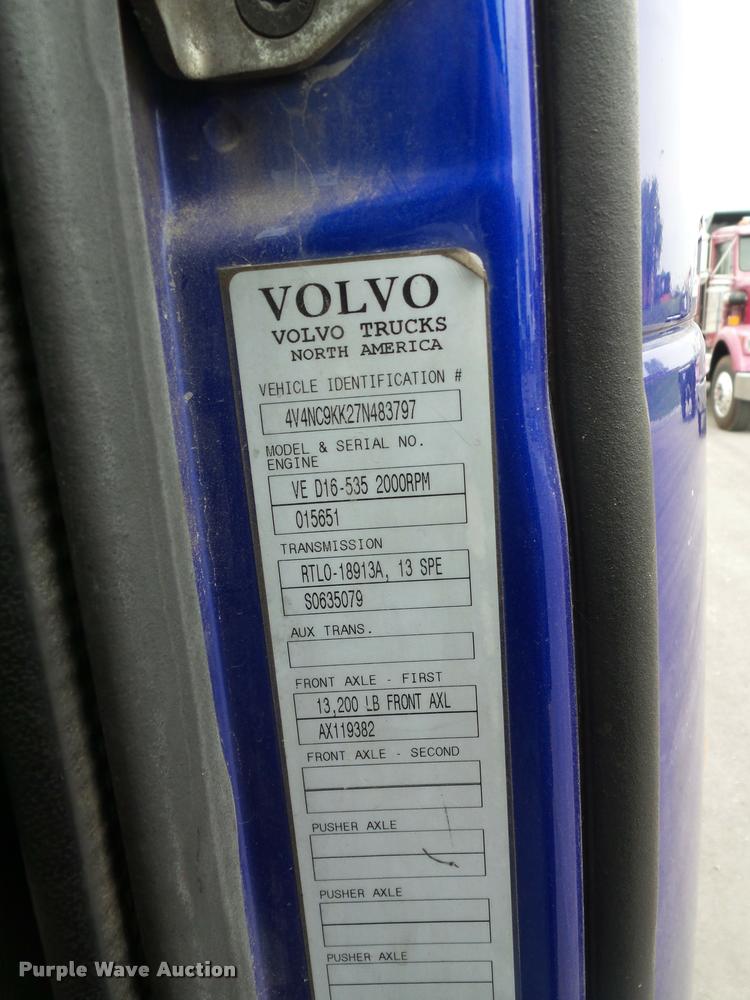 VOLVO
VOLVO TRUCKS
NORTH AMERICA
VEHICLE IDENTIFICATION #
4V4NC9KK27N483797
MODEL & SERIAL NO.
ENGINE
VE D16-535 2000RPM
015651
TRANSMISSION
RTLO-18913A, 13 SPE
S0635079
AUX TRANS.
FRONT AXLE - FIRST
13,200 LB FRONT AXL
AX119382
FRONT AXLE - SECOND
PUSHER AXLE
PUSHER AXLE
PUSHER AXLE
Purple Wave Auction